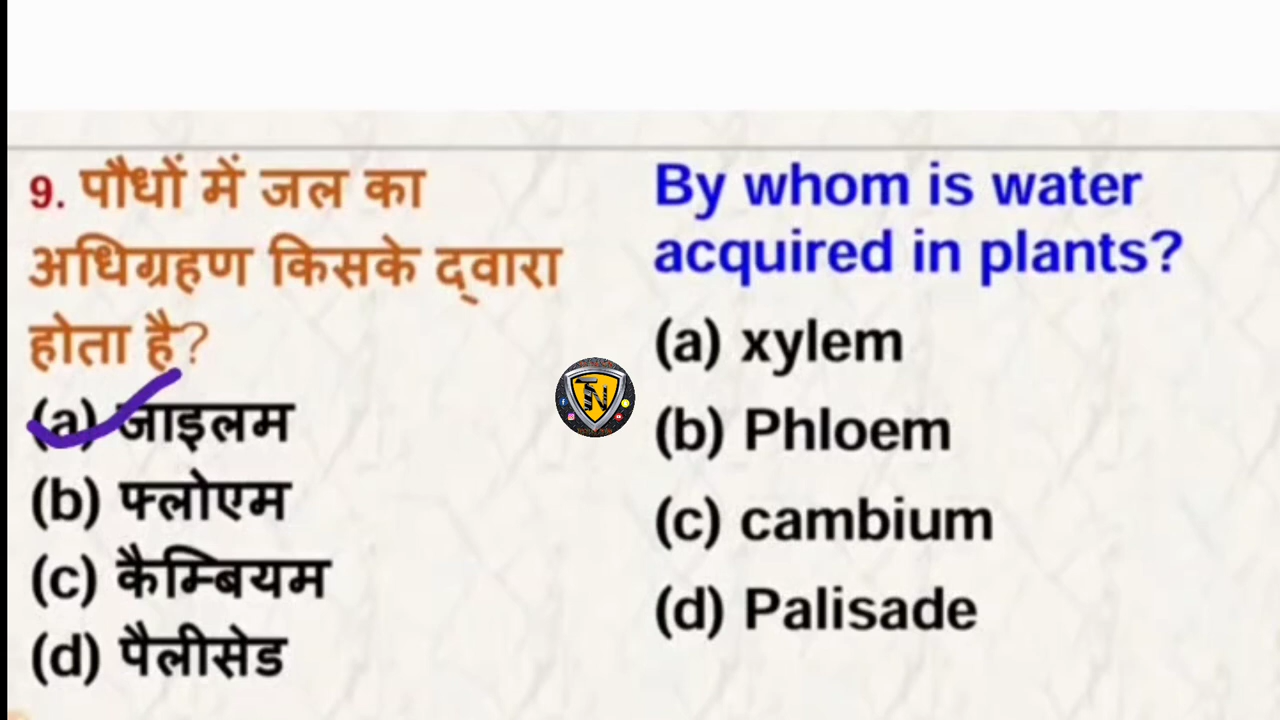 9. पौधों में जल का
अधिग्रहण किसके द्वारा
होता है?
(a) जाइलम
(b) फ्लोएम
(c) कैम्बियम
(d) पैलीसेड
By whom is water
acquired in plants?
(a) xylem
(b) Phloem
(c) cambium
(d) Palisade
TN